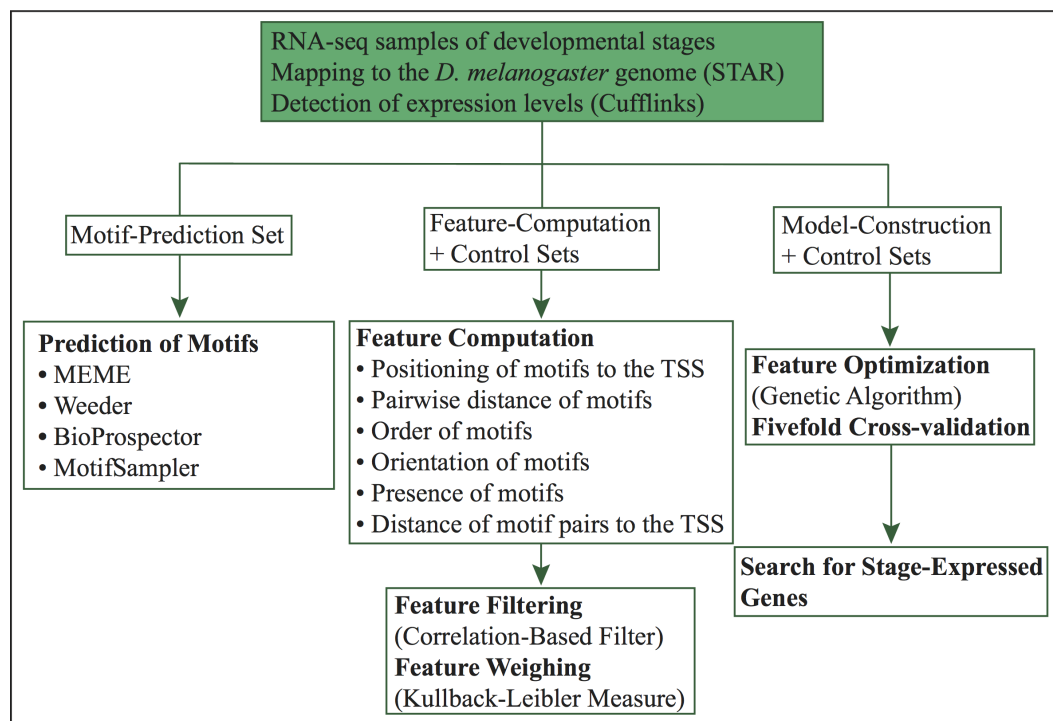 RNA-seq samples of developmental stages
Mapping to the D. melanogaster genome (STAR)
Detection of expression levels (Cufflinks)
Motif-Prediction Set
Feature-Computation
+ Control Sets
Model-Construction
+ Control Sets
Prediction of Motifs
• MEME
• Weeder
• BioProspector
• MotifSampler
Feature Computation
• Positioning of motifs to the TSS
• Pairwise distance of motifs
• Order of motifs
• Orientation of motifs
• Presence of motifs
• Distance of motif pairs to the TSS
Feature Optimization
(Genetic Algorithm)
Fivefold Cross-validation
Feature Filtering
(Correlation-Based Filter)
Feature Weighing
(Kullback-Leibler Measure)
Search for Stage-Expressed
Genes